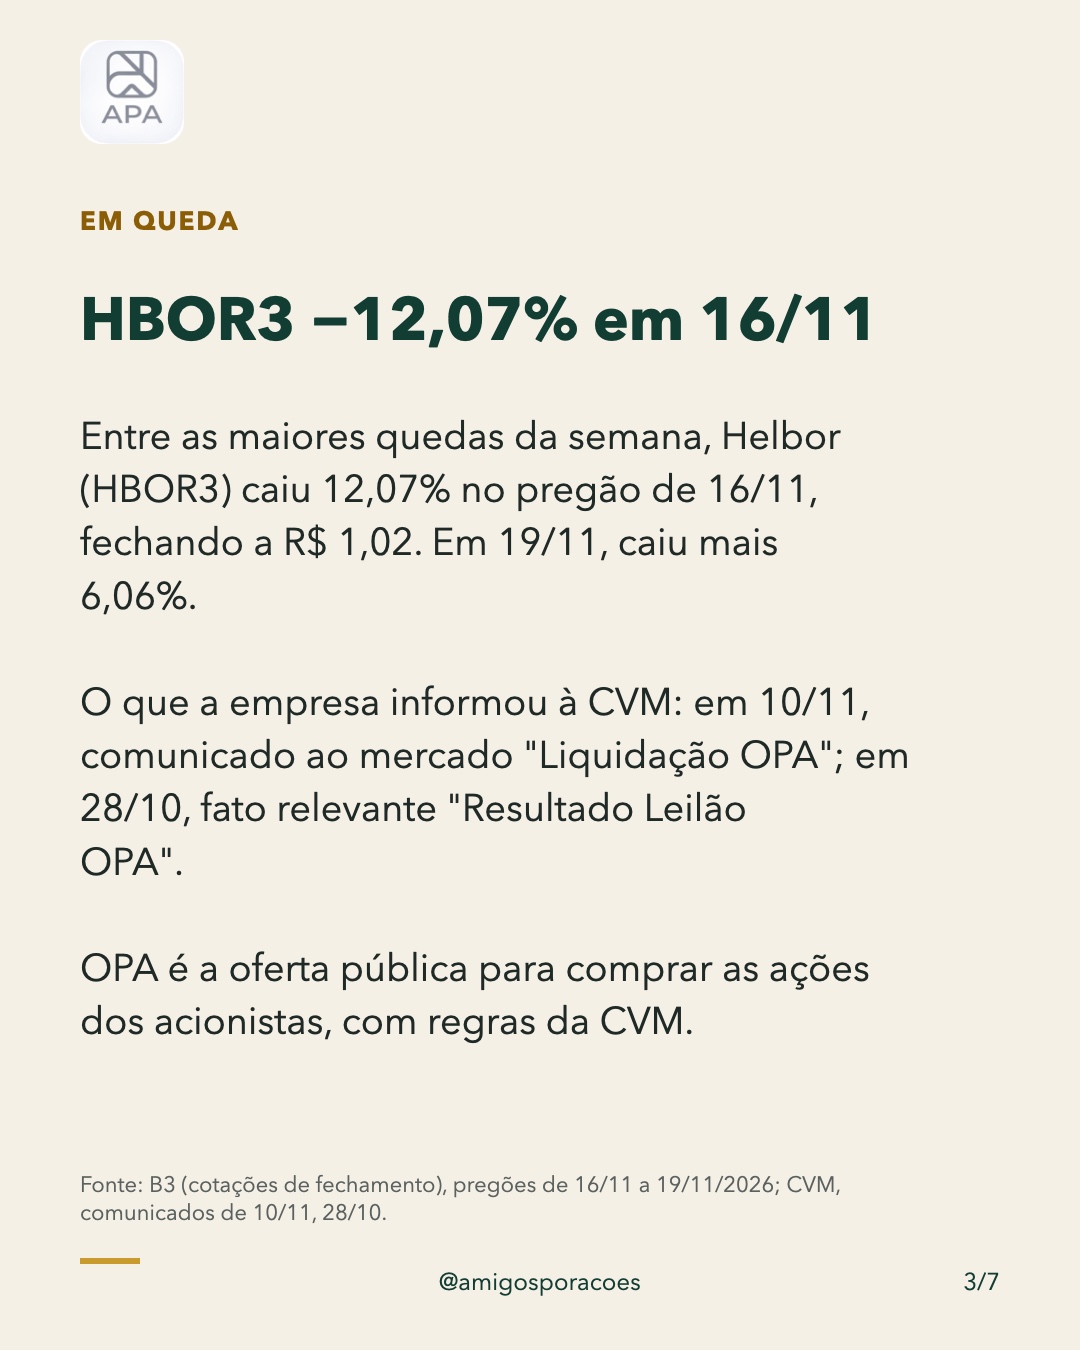 APA
EM QUEDA
HBOR3 −12,07% em 16/11
Entre as maiores quedas da semana, Helbor
(HBOR3) caiu 12,07% no pregão de 16/11,
fechando a R$ 1,02. Em 19/11, caiu mais
6,06%.
O que a empresa informou à CVM: em 10/11,
comunicado ao mercado "Liquidação OPA"; em
28/10, fato relevante "Resultado Leilão
OPA".
OPA é a oferta pública para comprar as ações
dos acionistas, com regras da CVM.
Fonte: B3 (cotações de fechamento), pregões de 16/11 a 19/11/2026; CVM,
comunicados de 10/11, 28/10.
@amigosporacoes
3/7